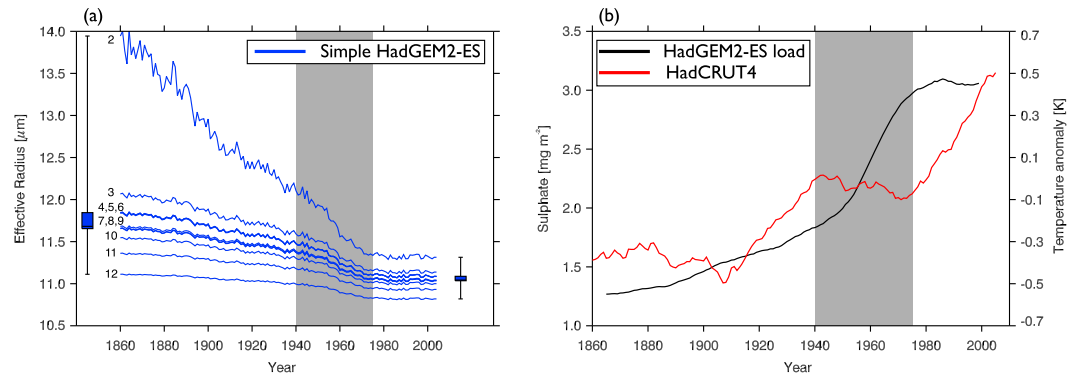 (a)
14.0
13.5
13.0
12.5
12.0
11.5
11.0
10.5
Effective Radius [μm]
Simple HadGEM2-ES
2
3
4,5,6
7,8,9
10
11
12
1860 1880 1900 1920 1940 1960 1980 2000
Year
(b)
3.5
3.0
2.5
2.0
1.5
1.0
Sulphate [mg m⁻²]
HadGEM2-ES load
HadCRUT4
0.7
0.5
0.3
0.1
-0.1
-0.3
-0.5
-0.7
Temperature anomaly [K]
1860 1880 1900 1920 1940 1960 1980 2000
Year